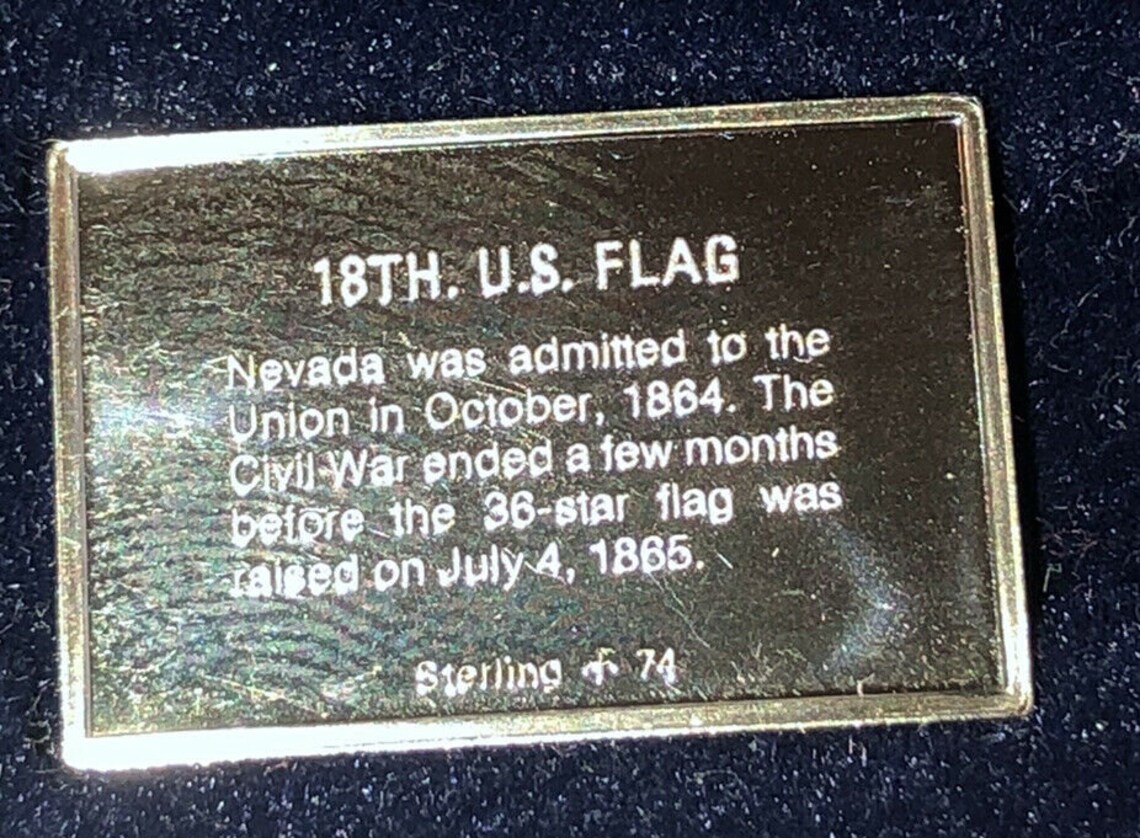 18TH. U.S. FLAG
Nevada was admitted to the
Union in October, 1864. The
Civil War ended a few months
before the 36-star flag was
raised on July 4, 1865.
Sterling 74